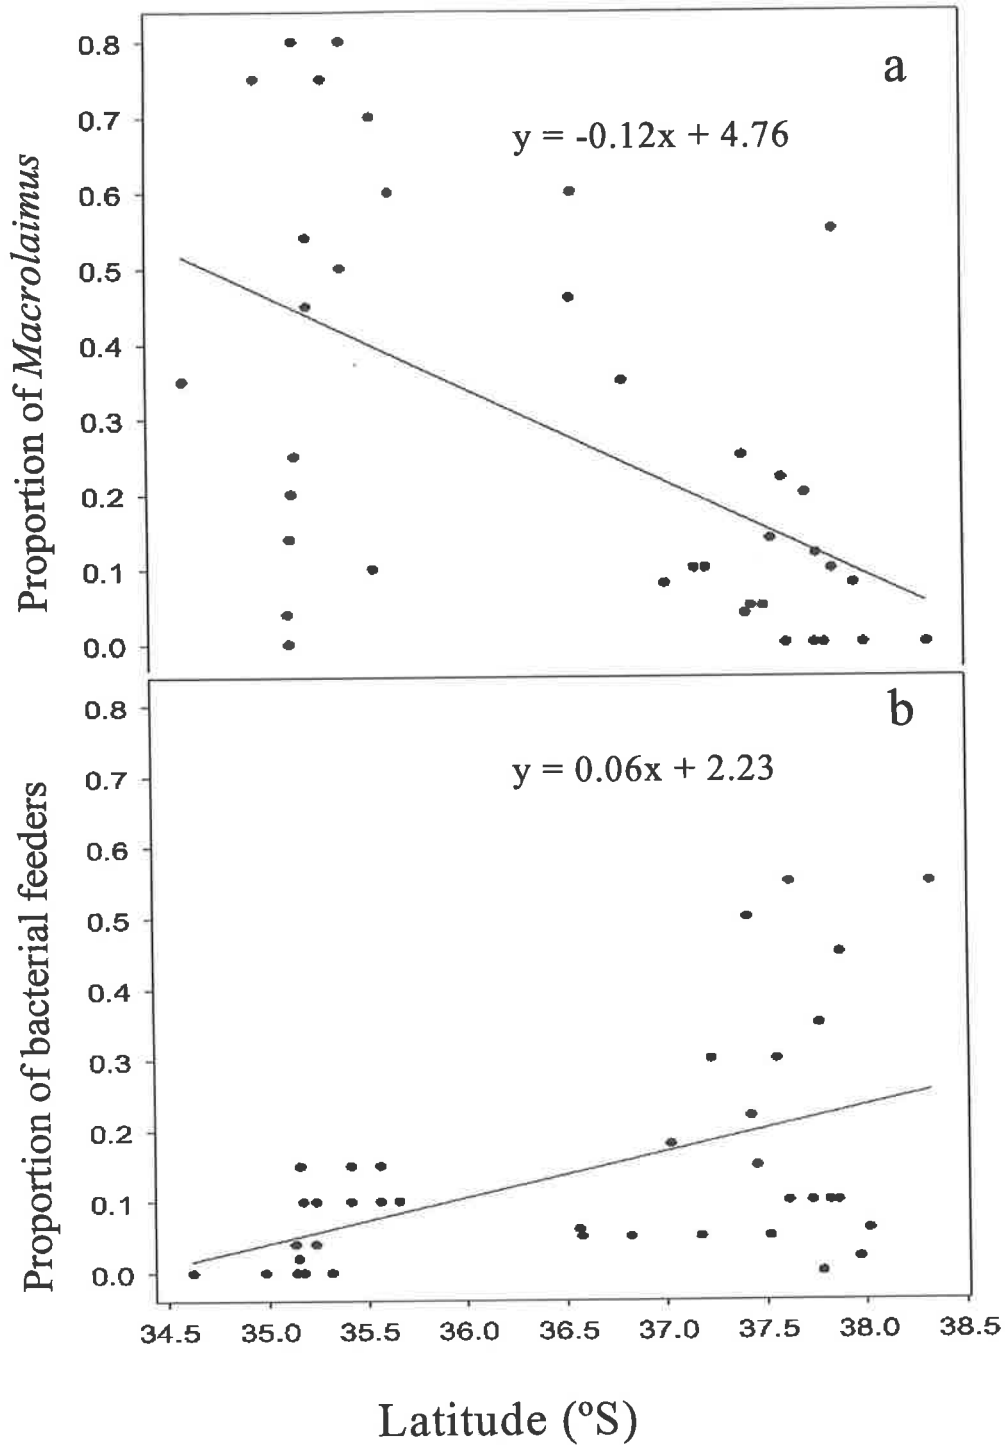 a
y = -0.12x + 4.76
Proportion of Macrolaimus
0.8
0.7
0.6
0.5
0.4
0.3
0.2
0.1
0.0
b
y = 0.06x + 2.23
Proportion of bacterial feeders
0.8
0.7
0.6
0.5
0.4
0.3
0.2
0.1
0.0
34.5 35.0 35.5 36.0 36.5 37.0 37.5 38.0 38.5
Latitude (ºS)